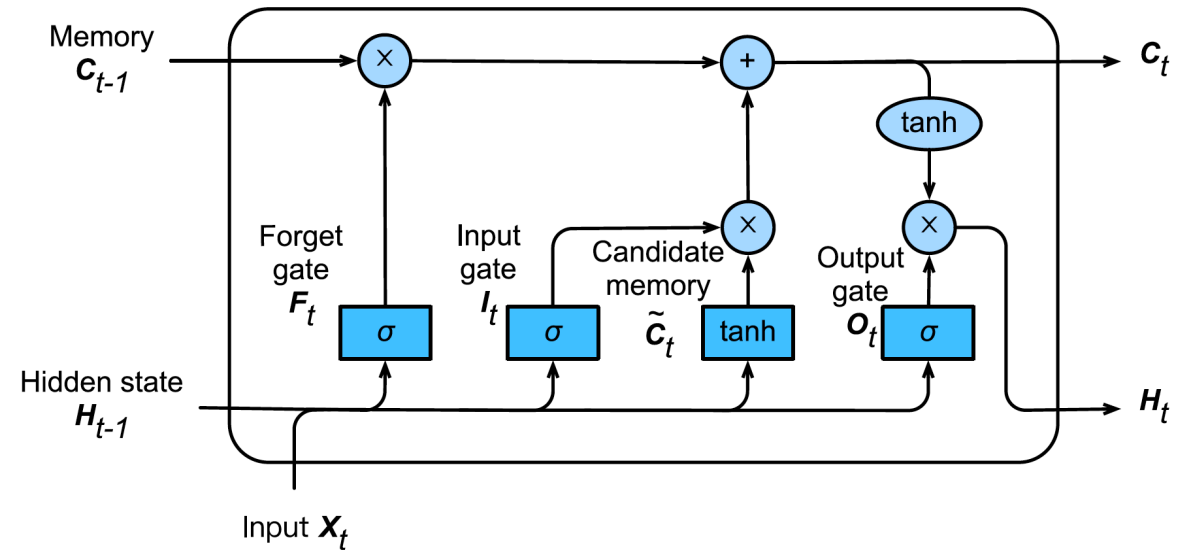 Memory
C_{t-1}
×
+
C_t
tanh
Forget
gate
F_t
Input
gate
I_t
×
Candidate
memory
C̃_t
×
Output
gate
O_t
σ
σ
tanh
σ
Hidden state
H_{t-1}
H_t
Input X_t